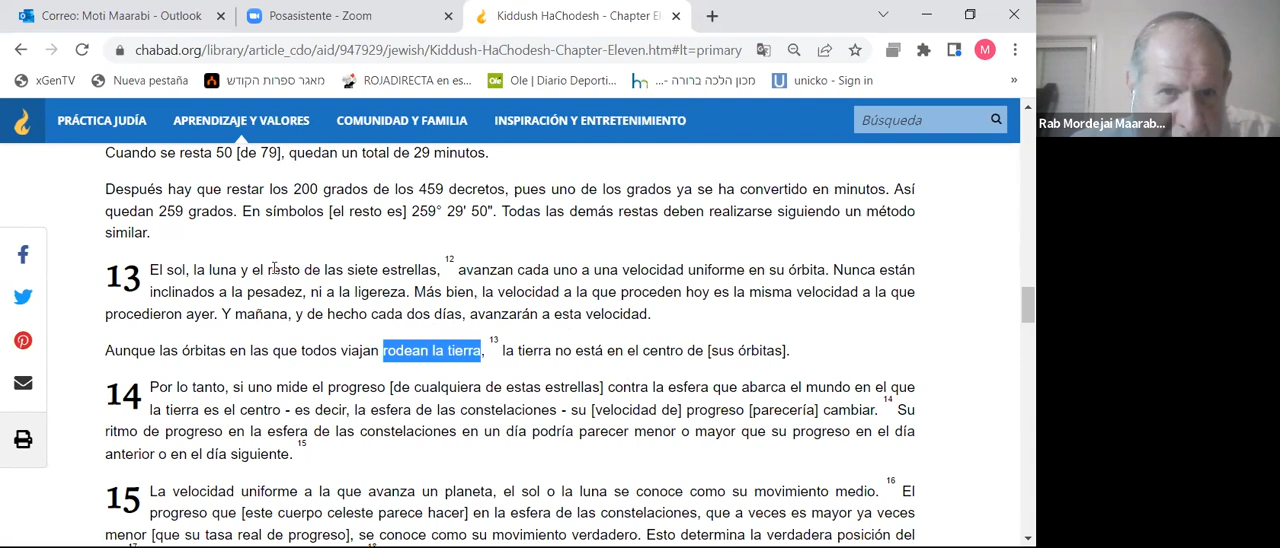 Correo: Moti Maarabi - Outlook
Posasistente - Zoom
Kiddush HaChodesh - Chapter Ele
chabad.org/library/article_cdo/aid/947929/jewish/Kiddush-HaChodesh-Chapter-Eleven.htm#lt=primary
M
xGenTV
Nueva pestaña
מאגר ספרות הקודש
ROJADIRECTA en es...
Ole | Diario Deporti...
מכון הלכה ברורה -...
unicko - Sign in
»
PRÁCTICA JUDÍA
APRENDIZAJE Y VALORES
COMUNIDAD Y FAMILIA
INSPIRACIÓN Y ENTRETENIMIENTO
Búsqueda
Rab Mordejai Maarab...
Cuando se resta 50 [de 79], quedan un total de 29 minutos.
Después hay que restar los 200 grados de los 459 decretos, pues uno de los grados ya se ha convertido en minutos. Así
quedan 259 grados. En símbolos [el resto es] 259° 29' 50". Todas las demás restas deben realizarse siguiendo un método
similar.
13 El sol, la luna y el resto de las siete estrellas, 12 avanzan cada uno a una velocidad uniforme en su órbita. Nunca están
inclinados a la pesadez, ni a la ligereza. Más bien, la velocidad a la que proceden hoy es la misma velocidad a la que
procedieron ayer. Y mañana, y de hecho cada dos días, avanzarán a esta velocidad.
Aunque las órbitas en las que todos viajan rodean la tierra, 13 la tierra no está en el centro de [sus órbitas].
14 Por lo tanto, si uno mide el progreso [de cualquiera de estas estrellas] contra la esfera que abarca el mundo en el que
la tierra es el centro - es decir, la esfera de las constelaciones - su [velocidad de] progreso [parecería] cambiar. 14 Su
ritmo de progreso en la esfera de las constelaciones en un día podría parecer menor o mayor que su progreso en el día
anterior o en el día siguiente. 15
15 La velocidad uniforme a la que avanza un planeta, el sol o la luna se conoce como su movimiento medio. 16 El
progreso que [este cuerpo celeste parece hacer] en la esfera de las constelaciones, que a veces es mayor ya veces
menor [que su tasa real de progreso], se conoce como su movimiento verdadero. Esto determina la verdadera posición del